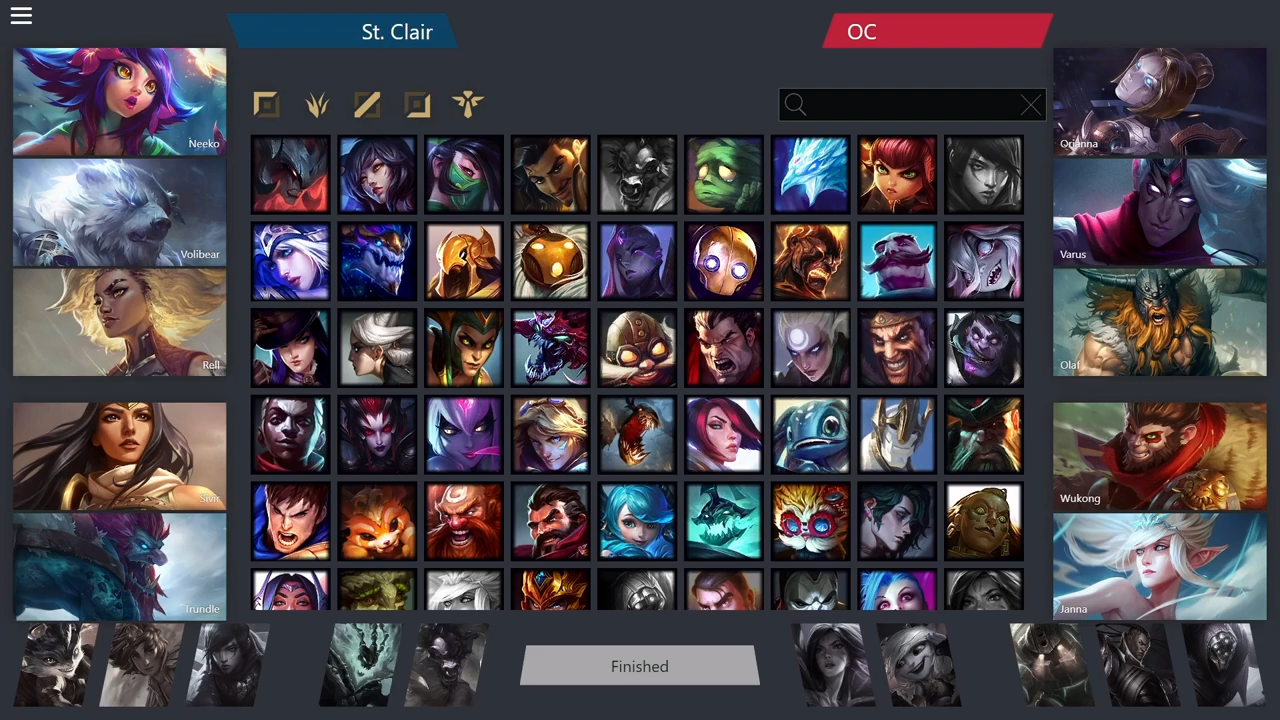 St. Clair
OC
Neeko
Volibear
Rell
Sivir
Trundle
Orianna
Varus
Olaf
Wukong
Janna
Finished